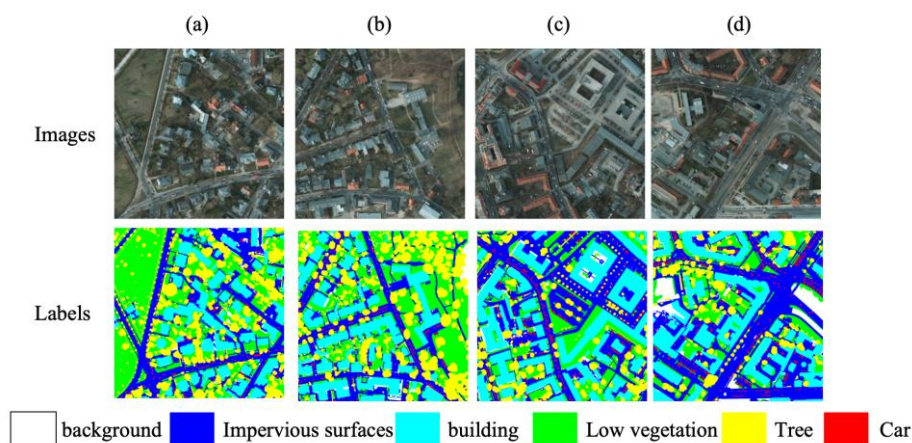 (a) (b) (c) (d)
Images
Labels
background Impervious surfaces building Low vegetation Tree Car